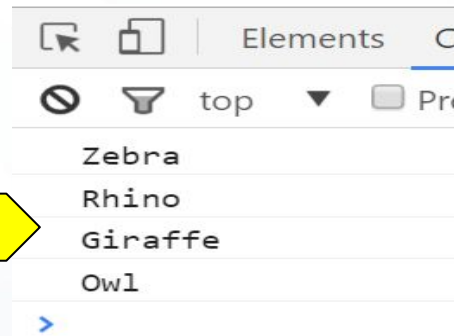 Elements
top
Zebra
Rhino
Giraffe
Owl
>